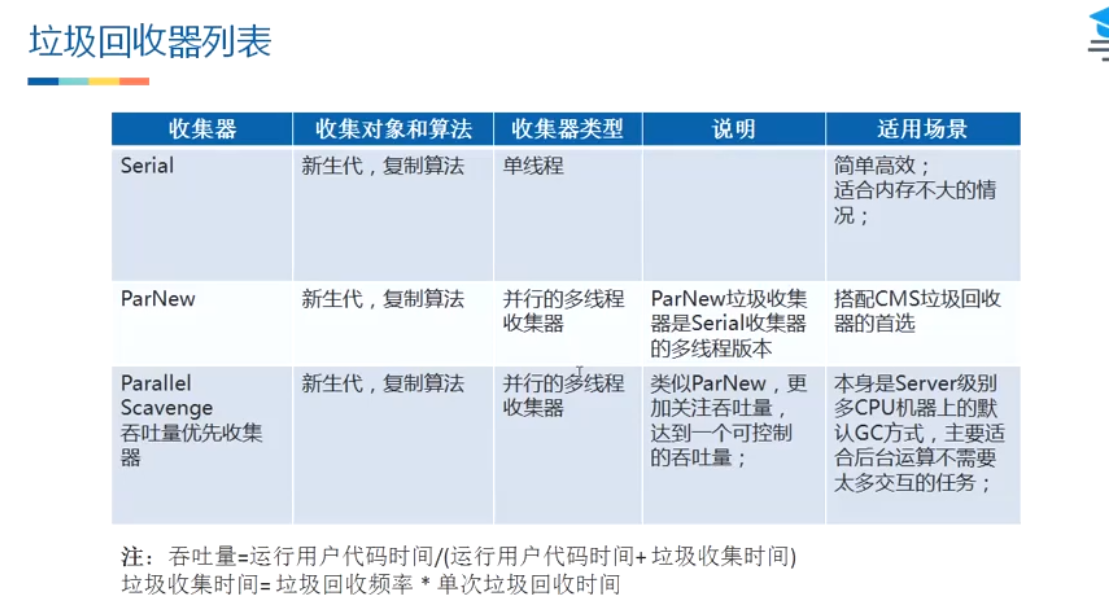 垃圾回收器列表
收集器 收集对象和算法 收集器类型 说明 适用场景
Serial 新生代，复制算法 单线程 简单高效；
适合内存不大的情
况；
ParNew 新生代，复制算法 并行的多线程 ParNew垃圾收集 搭配CMS垃圾回收
收集器 器是Serial收集器 器的首选
的多线程版本
Parallel 新生代，复制算法 并行的多线程 类似ParNew，更 本身是Server级别
Scavenge 收集器 加关注吞吐量， 多CPU机器上的默
吞吐量优先收集 达到一个可控制 认GC方式，主要适
器 的吞吐量； 合后台运算不需要
太多交互的任务；
注：吞吐量=运行用户代码时间/(运行用户代码时间+ 垃圾收集时间)
垃圾收集时间= 垃圾回收频率 * 单次垃圾回收时间